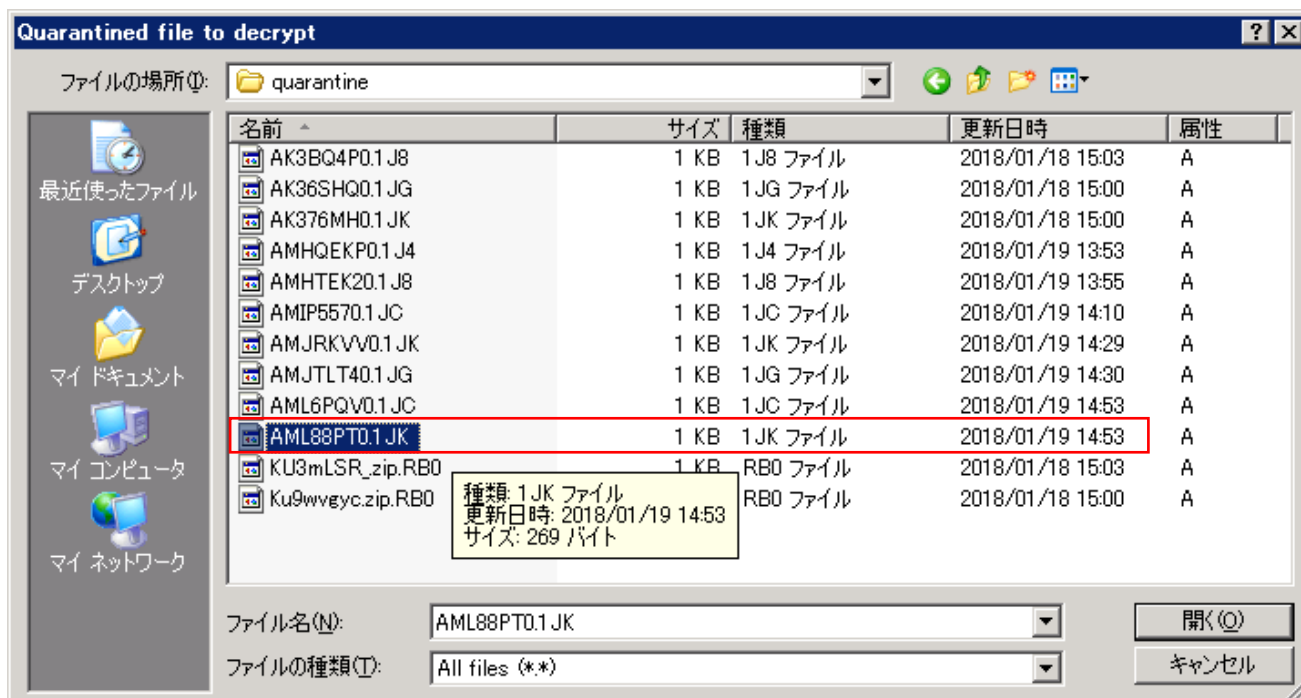 Quarantined file to decrypt
ファイルの場所(I): quarantine
名前 サイズ 種類 更新日時 属性
AK3BQ4P0.1J8 1 KB 1J8 ファイル 2018/01/18 15:03 A
AK36SHQ0.1JG 1 KB 1JG ファイル 2018/01/18 15:00 A
AK376MH0.1JK 1 KB 1JK ファイル 2018/01/18 15:00 A
AMHQEKP0.1J4 1 KB 1J4 ファイル 2018/01/19 13:53 A
AMHTEK20.1J8 1 KB 1J8 ファイル 2018/01/19 13:55 A
AMIP5570.1JC 1 KB 1JC ファイル 2018/01/19 14:10 A
AMJRKVV0.1JK 1 KB 1JK ファイル 2018/01/19 14:29 A
AMJTLT40.1JG 1 KB 1JG ファイル 2018/01/19 14:30 A
AML6PQV0.1JC 1 KB 1JC ファイル 2018/01/19 14:53 A
AML88PT0.1JK 1 KB 1JK ファイル 2018/01/19 14:53 A
KU3mLSR_zip.RB0 1 KB RB0 ファイル 2018/01/18 15:03 A
Ku9wvgyc.zip.RB0 RB0 ファイル 2018/01/18 15:00 A
種類: 1JK ファイル
更新日時: 2018/01/19 14:53
サイズ: 269 バイト
最近使ったファイル
デスクトップ
マイ ドキュメント
マイ コンピュータ
マイ ネットワーク
ファイル名(N): AML88PT0.1JK 開く(O)
ファイルの種類(T): All files (*.*) キャンセル